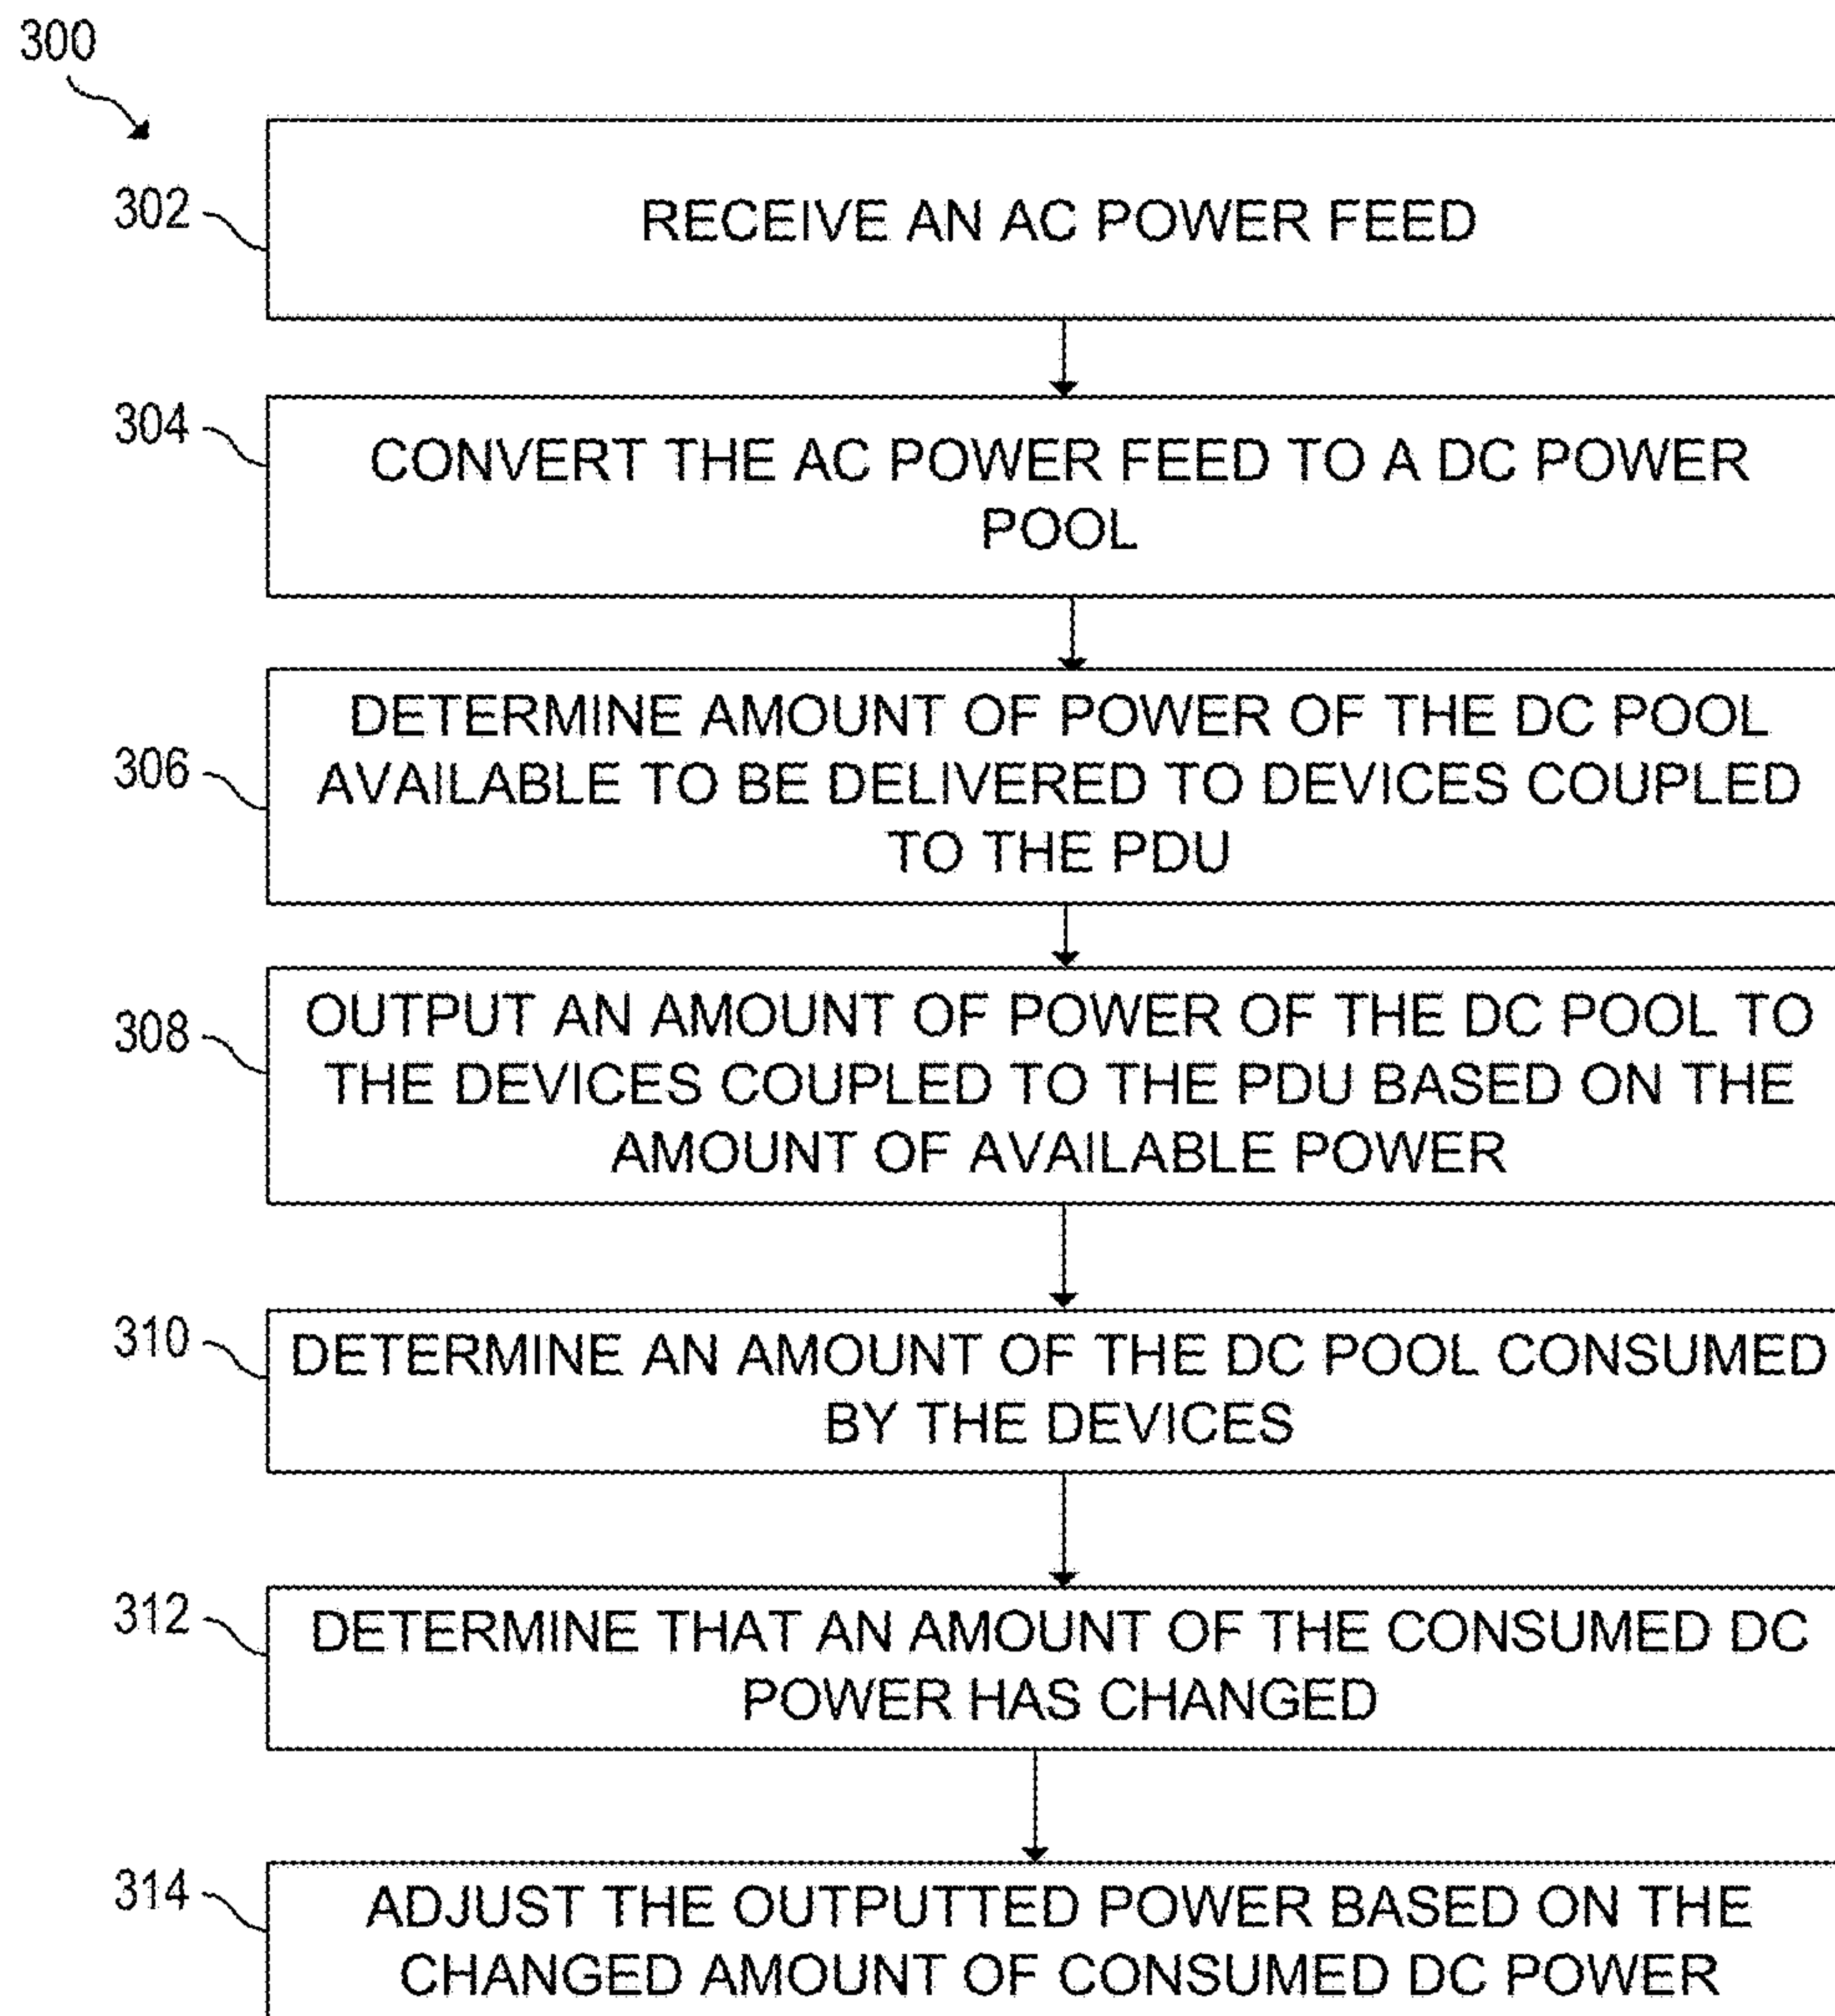 300
302
RECEIVE AN AC POWER FEED
304
CONVERT THE AC POWER FEED TO A DC POWER
POOL
306
DETERMINE AMOUNT OF POWER OF THE DC POOL
AVAILABLE TO BE DELIVERED TO DEVICES COUPLED
TO THE PDU
308
OUTPUT AN AMOUNT OF POWER OF THE DC POOL TO
THE DEVICES COUPLED TO THE PDU BASED ON THE
AMOUNT OF AVAILABLE POWER
310
DETERMINE AN AMOUNT OF THE DC POOL CONSUMED
BY THE DEVICES
312
DETERMINE THAT AN AMOUNT OF THE CONSUMED DC
POWER HAS CHANGED
314
ADJUST THE OUTPUTTED POWER BASED ON THE
CHANGED AMOUNT OF CONSUMED DC POWER